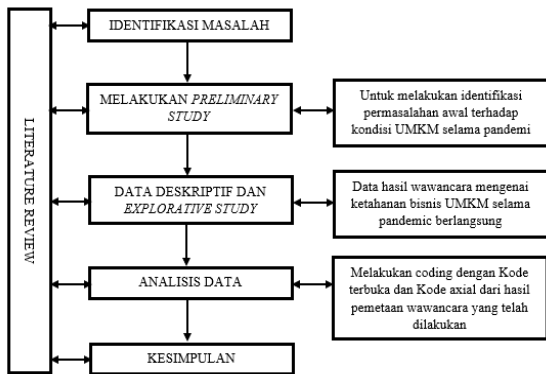 LITERATURE REVIEW
IDENTIFIKASI MASALAH
MELAKUKAN PRELIMINARY
STUDY
Untuk melakukan identifikasi
permasalahan awal terhadap
kondisi UMKM selama pandemi
DATA DESKRIPTIF DAN
EXPLORATIVE STUDY
Data hasil wawancara mengenai
ketahanan bisnis UMKM selama
pandemic berlangsung
ANALISIS DATA
Melakukan coding dengan Kode
terbuka dan Kode axial dari hasil
pemetaan wawancara yang telah
dilakukan
KESIMPULAN